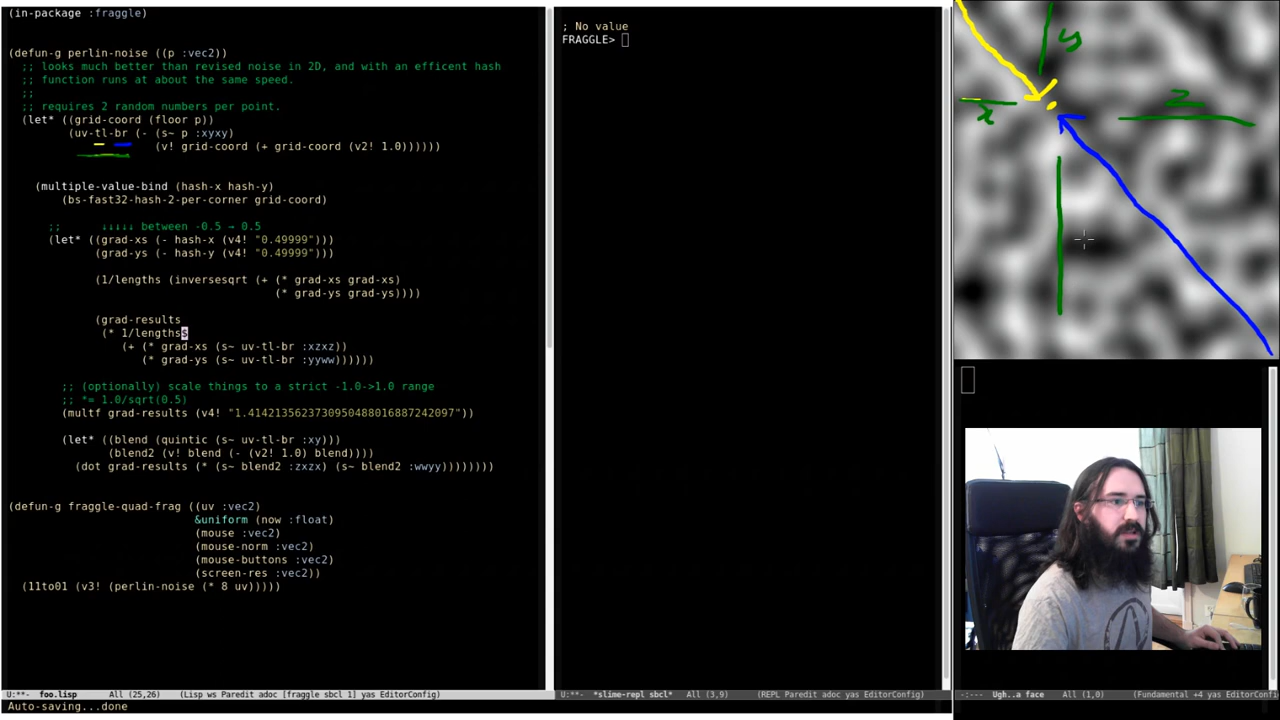 (in-package :fraggle)
(defun-g perlin-noise ((p :vec2))
;; looks much better than revised noise in 2D, and with an efficent hash
;; function runs at about the same speed.
;;
;; requires 2 random numbers per point.
(let* ((grid-coord (floor p))
(uv-tl-br (- (s~ p :xyxy)
(v! grid-coord (+ grid-coord (v2! 1.0))))))
(multiple-value-bind (hash-x hash-y)
(bs-fast32-hash-2-per-corner grid-coord)
;; ↓↓↓↓↓ between -0.5 → 0.5
(let* ((grad-xs (- hash-x (v4! "0.49999")))
(grad-ys (- hash-y (v4! "0.49999")))
(1/lengths (inversesqrt (+ (* grad-xs grad-xs)
(* grad-ys grad-ys))))
(grad-results
(* 1/lengths$
(+ (* grad-xs (s~ uv-tl-br :xzxz))
(* grad-ys (s~ uv-tl-br :yyww))))))
;; (optionally) scale things to a strict -1.0->1.0 range
;; *= 1.0/sqrt(0.5)
(multf grad-results (v4! "1.4142135623730950488016887242097"))
(let* ((blend (quintic (s~ uv-tl-br :xy)))
(blend2 (v! blend (- (v2! 1.0) blend))))
(dot grad-results (* (s~ blend2 :zxzx) (s~ blend2 :wwyy))))))))
(defun-g fraggle-quad-frag ((uv :vec2)
&uniform (now :float)
(mouse :vec2)
(mouse-norm :vec2)
(mouse-buttons :vec2)
(screen-res :vec2))
(11to01 (v3! (perlin-noise (* 8 uv)))))
U:**- foo.lisp All (25,26) (Lisp ws Paredit adoc [fraggle sbcl 1] yas EditorConfig)
Auto-saving...done
; No value
FRAGGLE>
U:**- *slime-repl sbcl* All (3,9) (REPL Paredit adoc yas EditorConfig)
y
x
z
-:--- Ugh..a face All (1,0) (Fundamental +4 yas EditorConfi